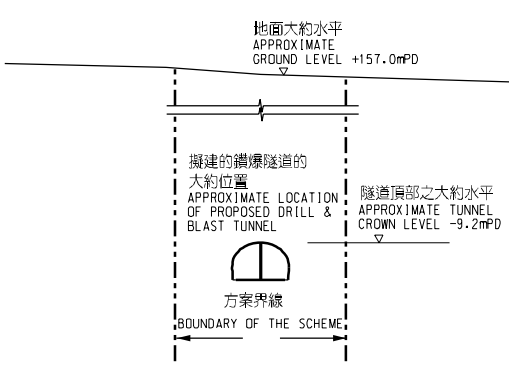 地面大約水平
APPROXIMATE
GROUND LEVEL +157.0mPD
擬建的鑽爆隧道的
大約位置
APPROXIMATE LOCATION
OF PROPOSED DRILL &
BLAST TUNNEL
隧道頂部之大約水平
APPROXIMATE TUNNEL
CROWN LEVEL -9.2mPD
方案界線
BOUNDARY OF THE SCHEME